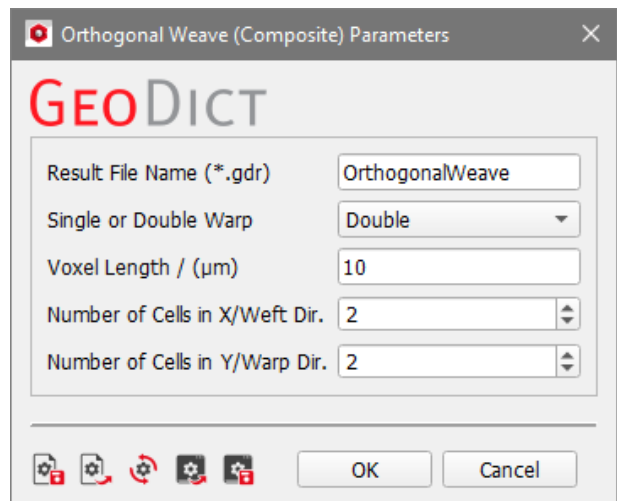 Orthogonal Weave (Composite) Parameters
GEODICT
Result File Name (*.gdr) OrthogonalWeave
Single or Double Warp Double
Voxel Length / (µm) 10
Number of Cells in X/Weft Dir. 2
Number of Cells in Y/Warp Dir. 2
OK Cancel